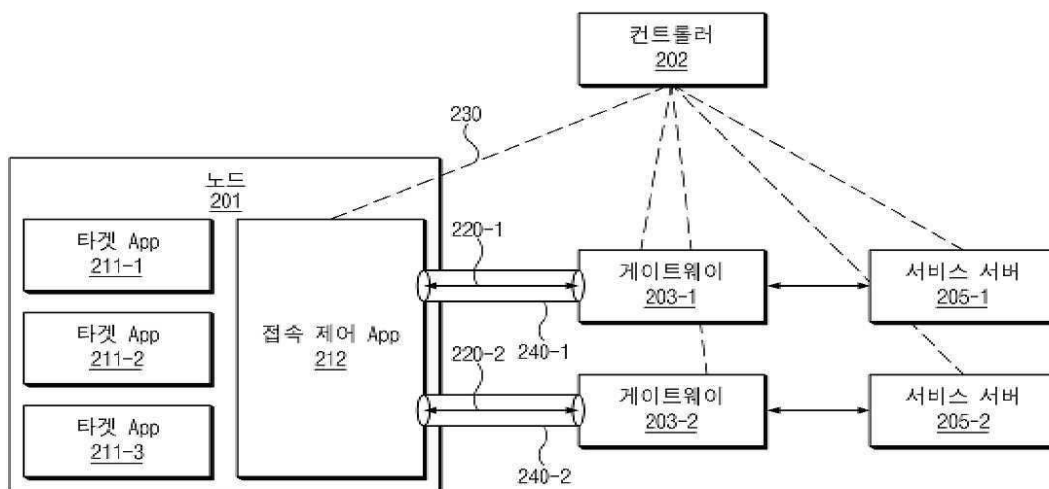 컨트롤러
202
230
노드
201
타겟 App
211-1
타겟 App
211-2
타겟 App
211-3
접속 제어 App
212
220-1
240-1
220-2
240-2
게이트웨이
203-1
게이트웨이
203-2
서비스 서버
205-1
서비스 서버
205-2